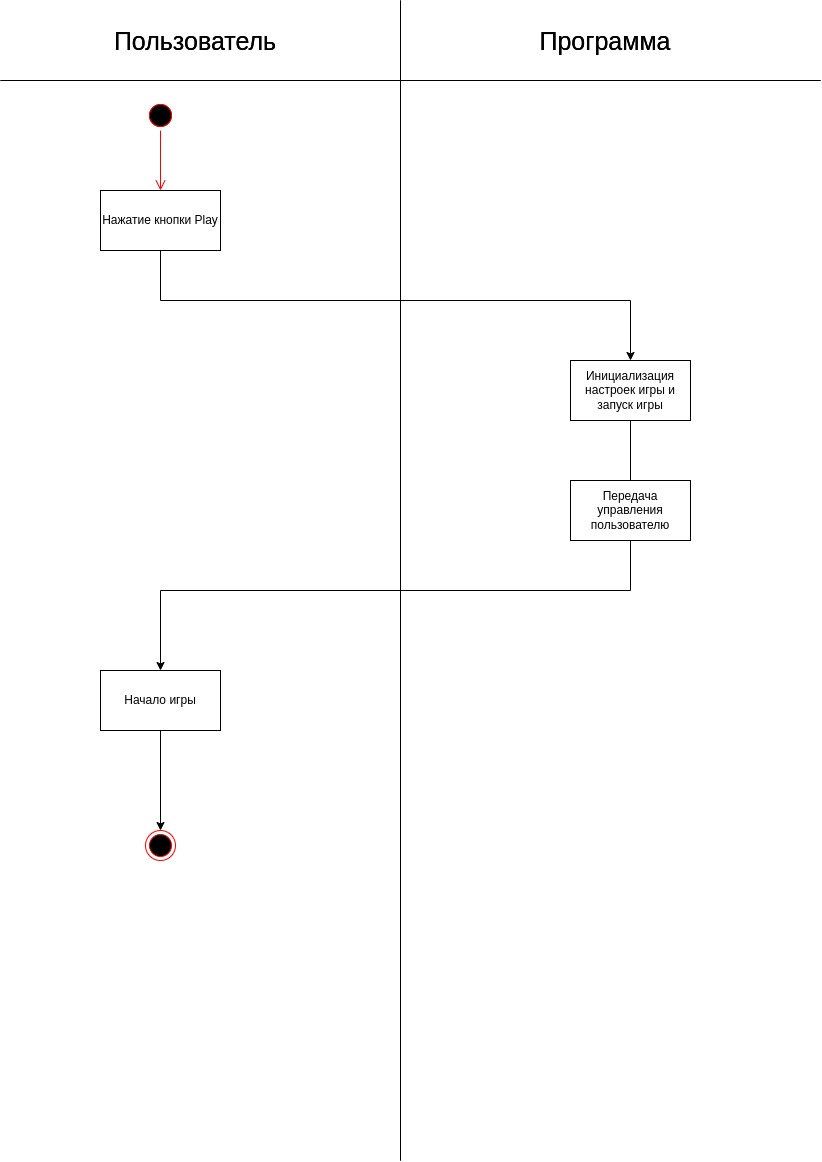 Пользователь
Программа
Нажатие кнопки Play
Инициализация
настроек игры и
запуск игры
Передача
управления
пользователю
Начало игры